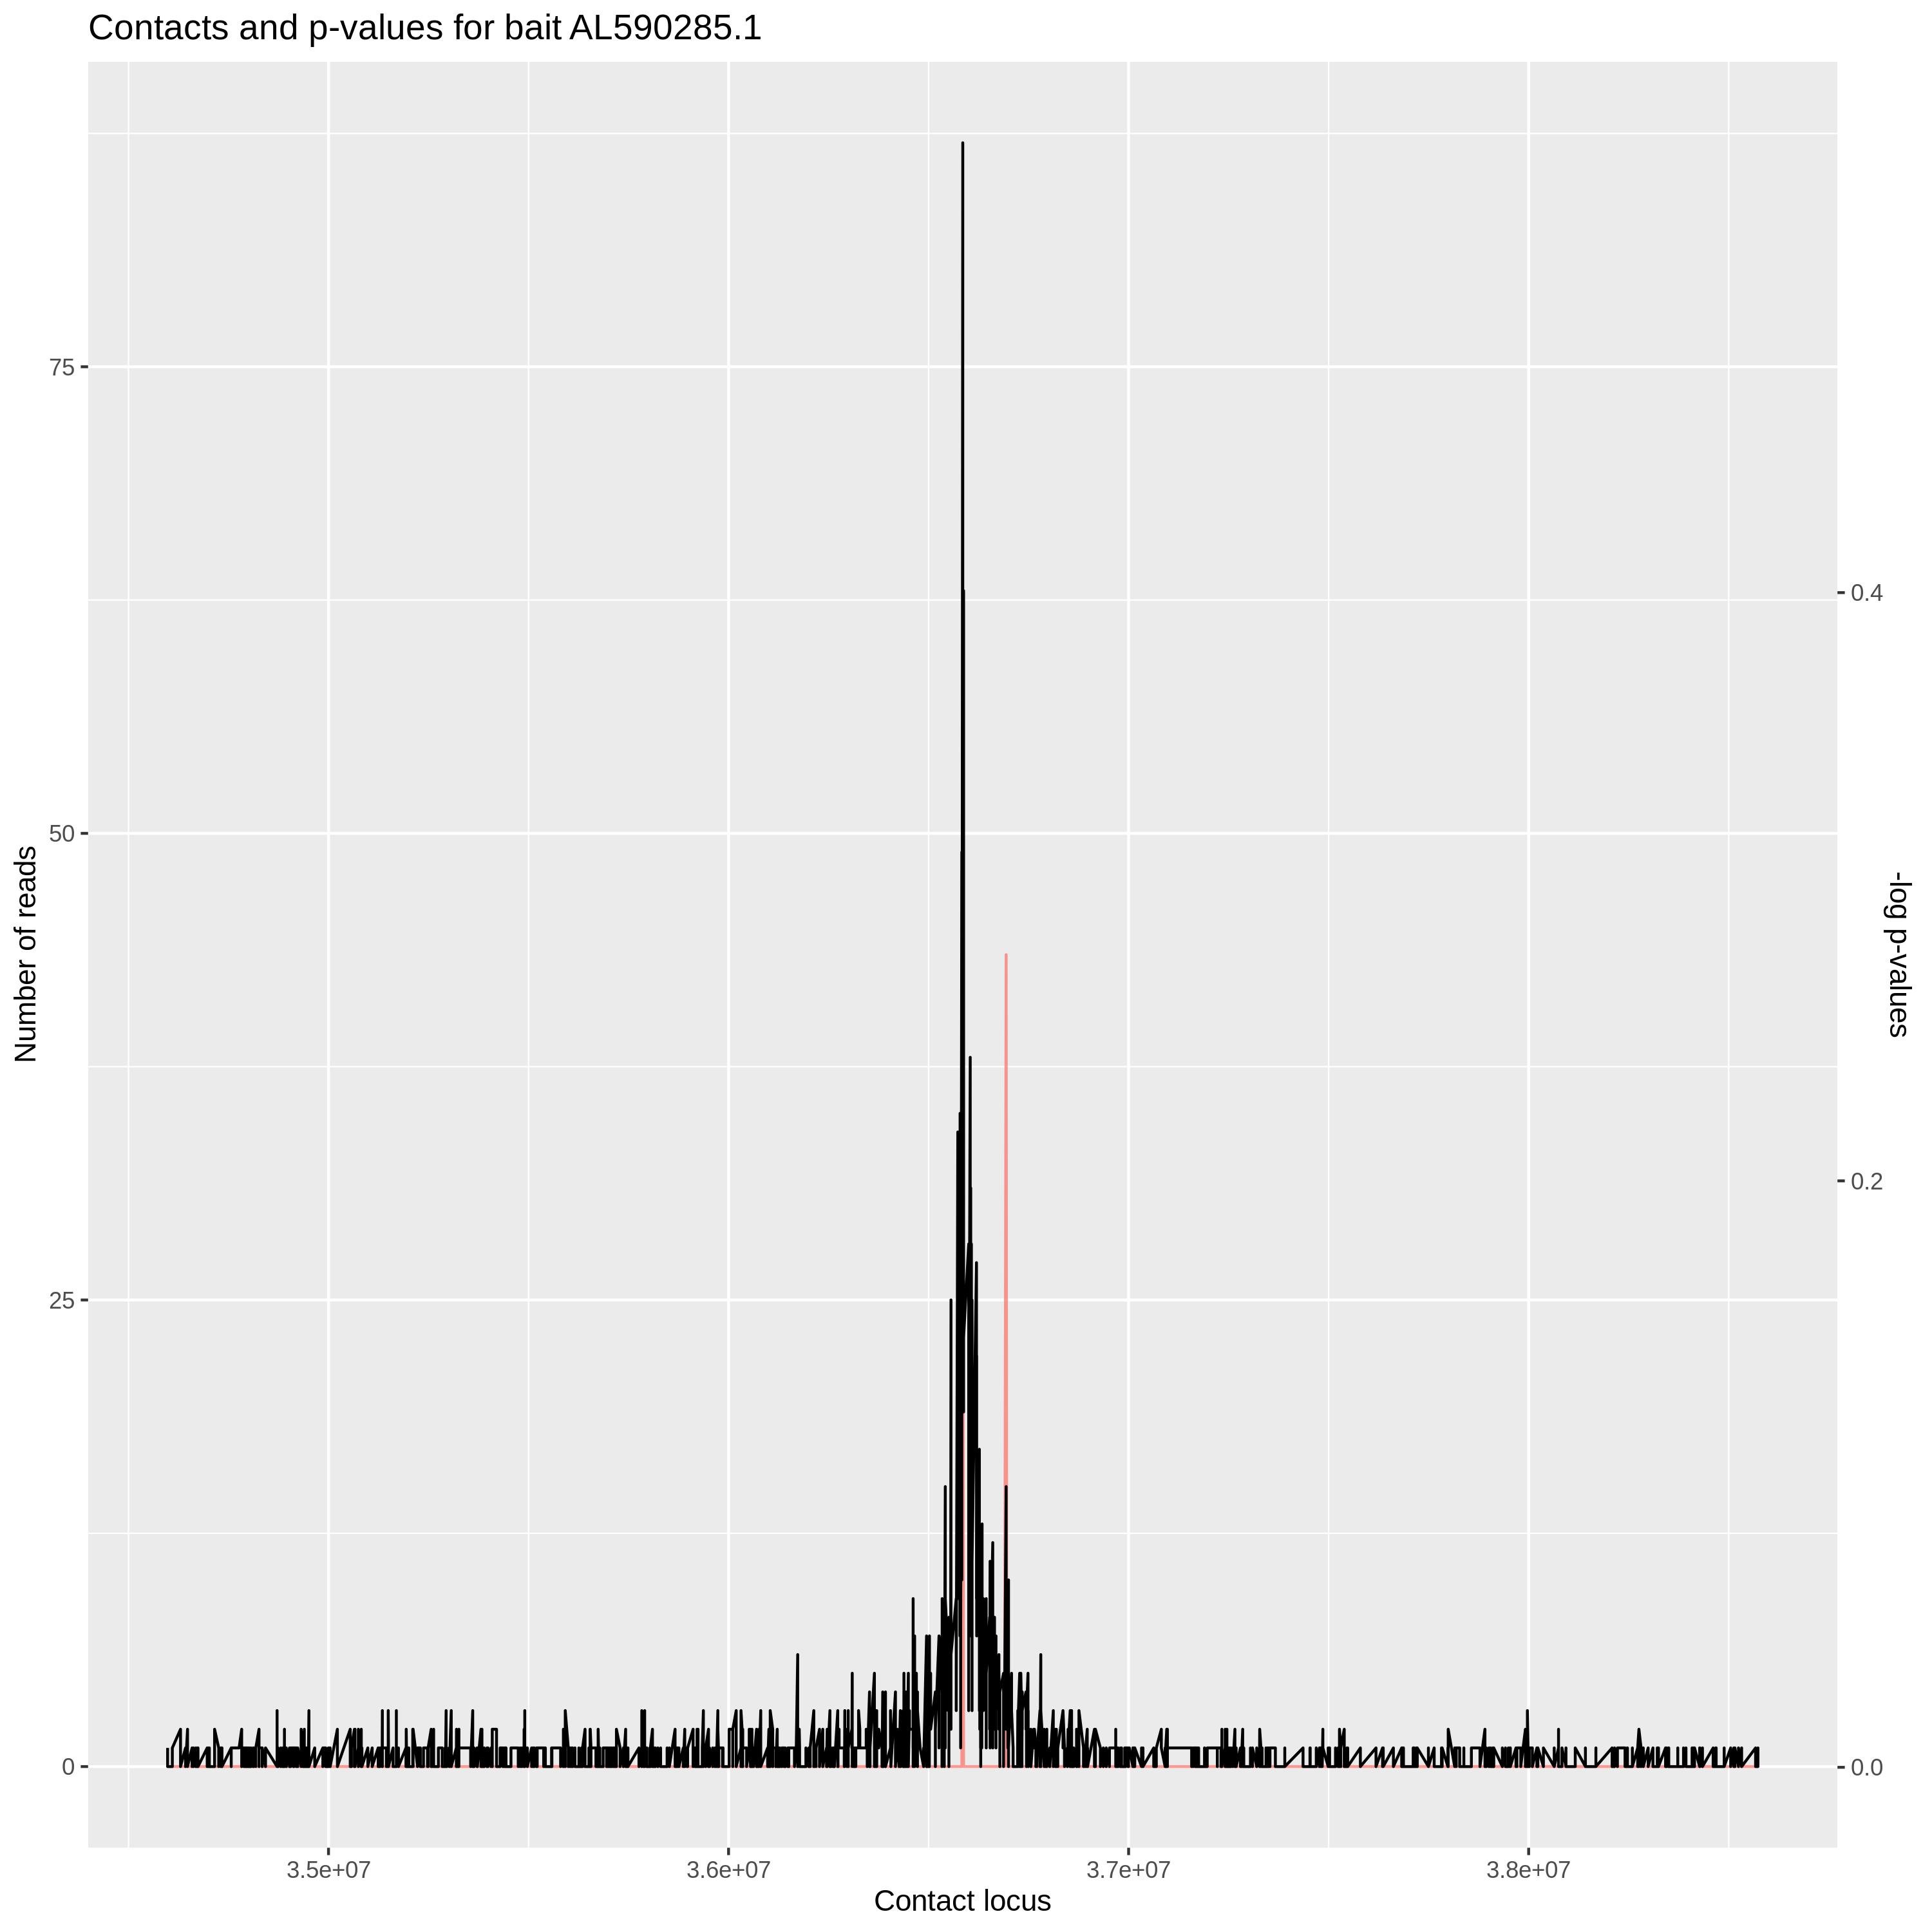 Contacts and p-values for bait AL590285.1
75
50
25
0
Number of reads
0.4
0.2
0.0
-log p-values
3.5e+07
3.6e+07
3.7e+07
3.8e+07
Contact locus